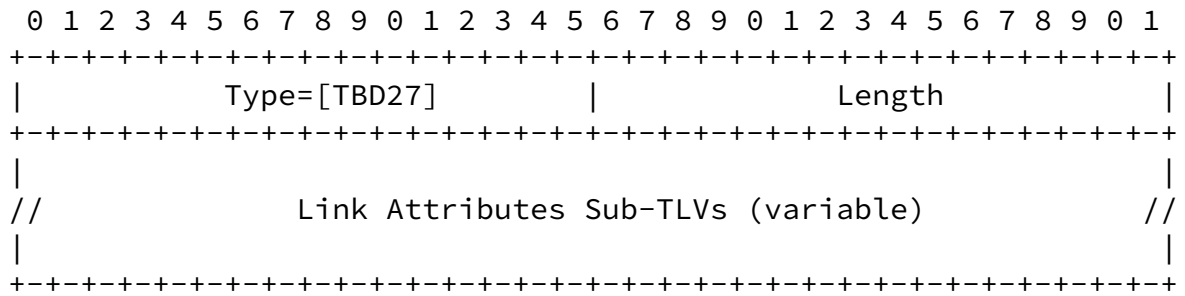 0 1 2 3 4 5 6 7 8 9 0 1 2 3 4 5 6 7 8 9 0 1 2 3 4 5 6 7 8 9 0 1
+-+-+-+-+-+-+-+-+-+-+-+-+-+-+-+-+-+-+-+-+-+-+-+-+-+-+-+-+-+-+-+-+
|           Type=[TBD27]        |             Length            |
+-+-+-+-+-+-+-+-+-+-+-+-+-+-+-+-+-+-+-+-+-+-+-+-+-+-+-+-+-+-+-+-+
|                                                               |
//              Link Attributes Sub-TLVs (variable)            //
|                                                               |
+-+-+-+-+-+-+-+-+-+-+-+-+-+-+-+-+-+-+-+-+-+-+-+-+-+-+-+-+-+-+-+-+